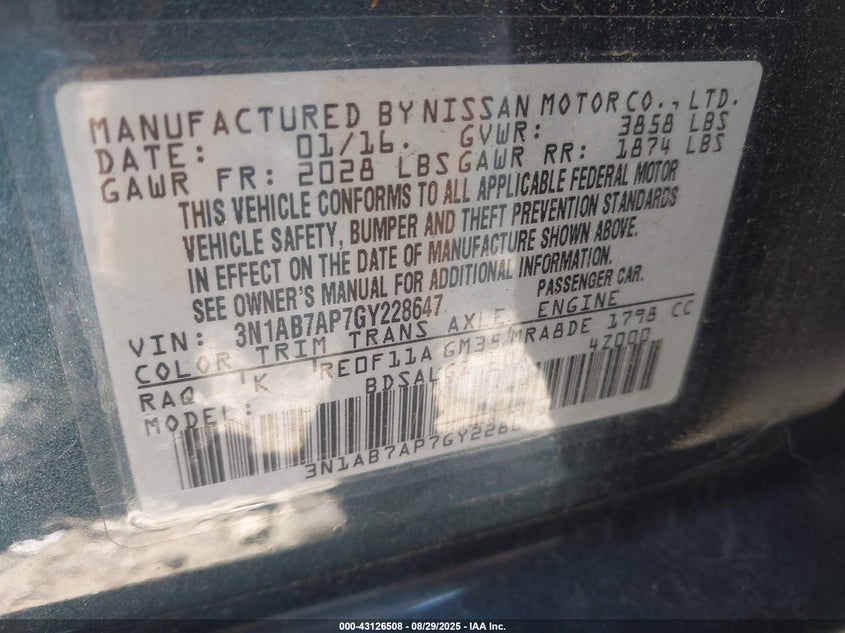 MANUFACTURED BY NISSAN MOTOR CO., LTD.
DATE: 01/16. GVWR: 3858 LBS
GAWR FR: 2028 LBS GAWR RR: 1874 LBS
THIS VEHICLE CONFORMS TO ALL APPLICABLE FEDERAL MOTOR
VEHICLE SAFETY, BUMPER AND THEFT PREVENTION STANDARDS
IN EFFECT ON THE DATE OF MANUFACTURE SHOWN ABOVE.
SEE OWNER'S MANUAL FOR ADDITIONAL INFORMATION.
VIN: 3N1AB7AP7GY228647 PASSENGER CAR.
COLOR TRIM TRANS AXLE ENGINE
RAQ K RE0F11A GM35 MRA8DE 1798 CC
MODEL: 4Z000
000-43126508 - 08/29/2025 - IAA Inc.